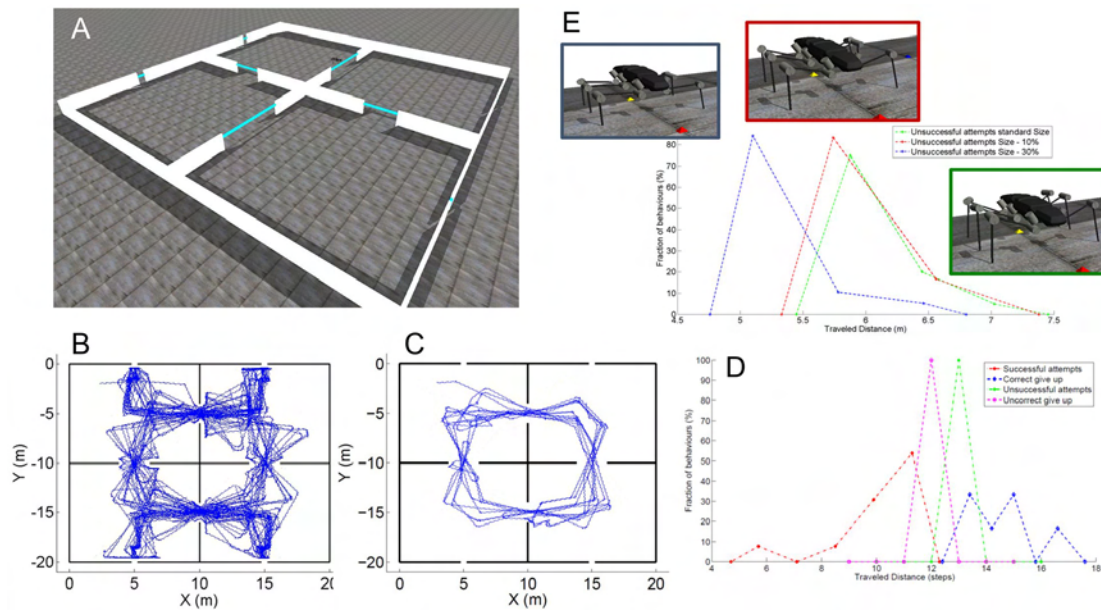 A
E
Unsuccessful attempts standard Size
Unsuccessful attempts Size - 10%
Unsuccessful attempts Size - 30%
Fraction of behaviours (%)
80
70
60
50
40
30
20
10
0
4.5 5 5.5 6 6.5 7 7.5
Traveled Distance (m)
B
Y (m)
0
-5
-10
-15
-20
0 5 10 15 20
X (m)
C
Y (m)
0
-5
-10
-15
-20
0 5 10 15 20
X (m)
D
Successful attempts
Correct give up
Unsuccessful attempts
Uncorrect give up
Fraction of behaviours (%)
100
90
80
70
60
50
40
30
20
10
0
4 6 8 10 12 14 16 18
Traveled Distance (steps)